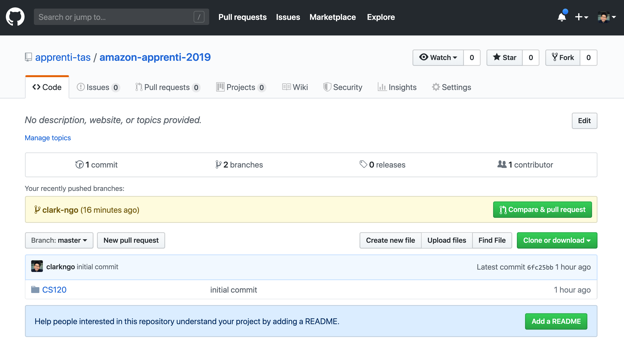 Search or jump to... / Pull requests Issues Marketplace Explore
apprenti-tas / amazon-apprenti-2019 Watch 0 Star 0 Fork 0
Code Issues 0 Pull requests 0 Projects 0 Wiki Security Insights Settings
No description, website, or topics provided. Edit
Manage topics
1 commit 2 branches 0 releases 1 contributor
Your recently pushed branches:
clark-ngo (16 minutes ago) Compare & pull request
Branch: master New pull request Create new file Upload files Find File Clone or download
clarkngo initial commit Latest commit 6fc25bb 1 hour ago
CS120 initial commit 1 hour ago
Help people interested in this repository understand your project by adding a README. Add a README